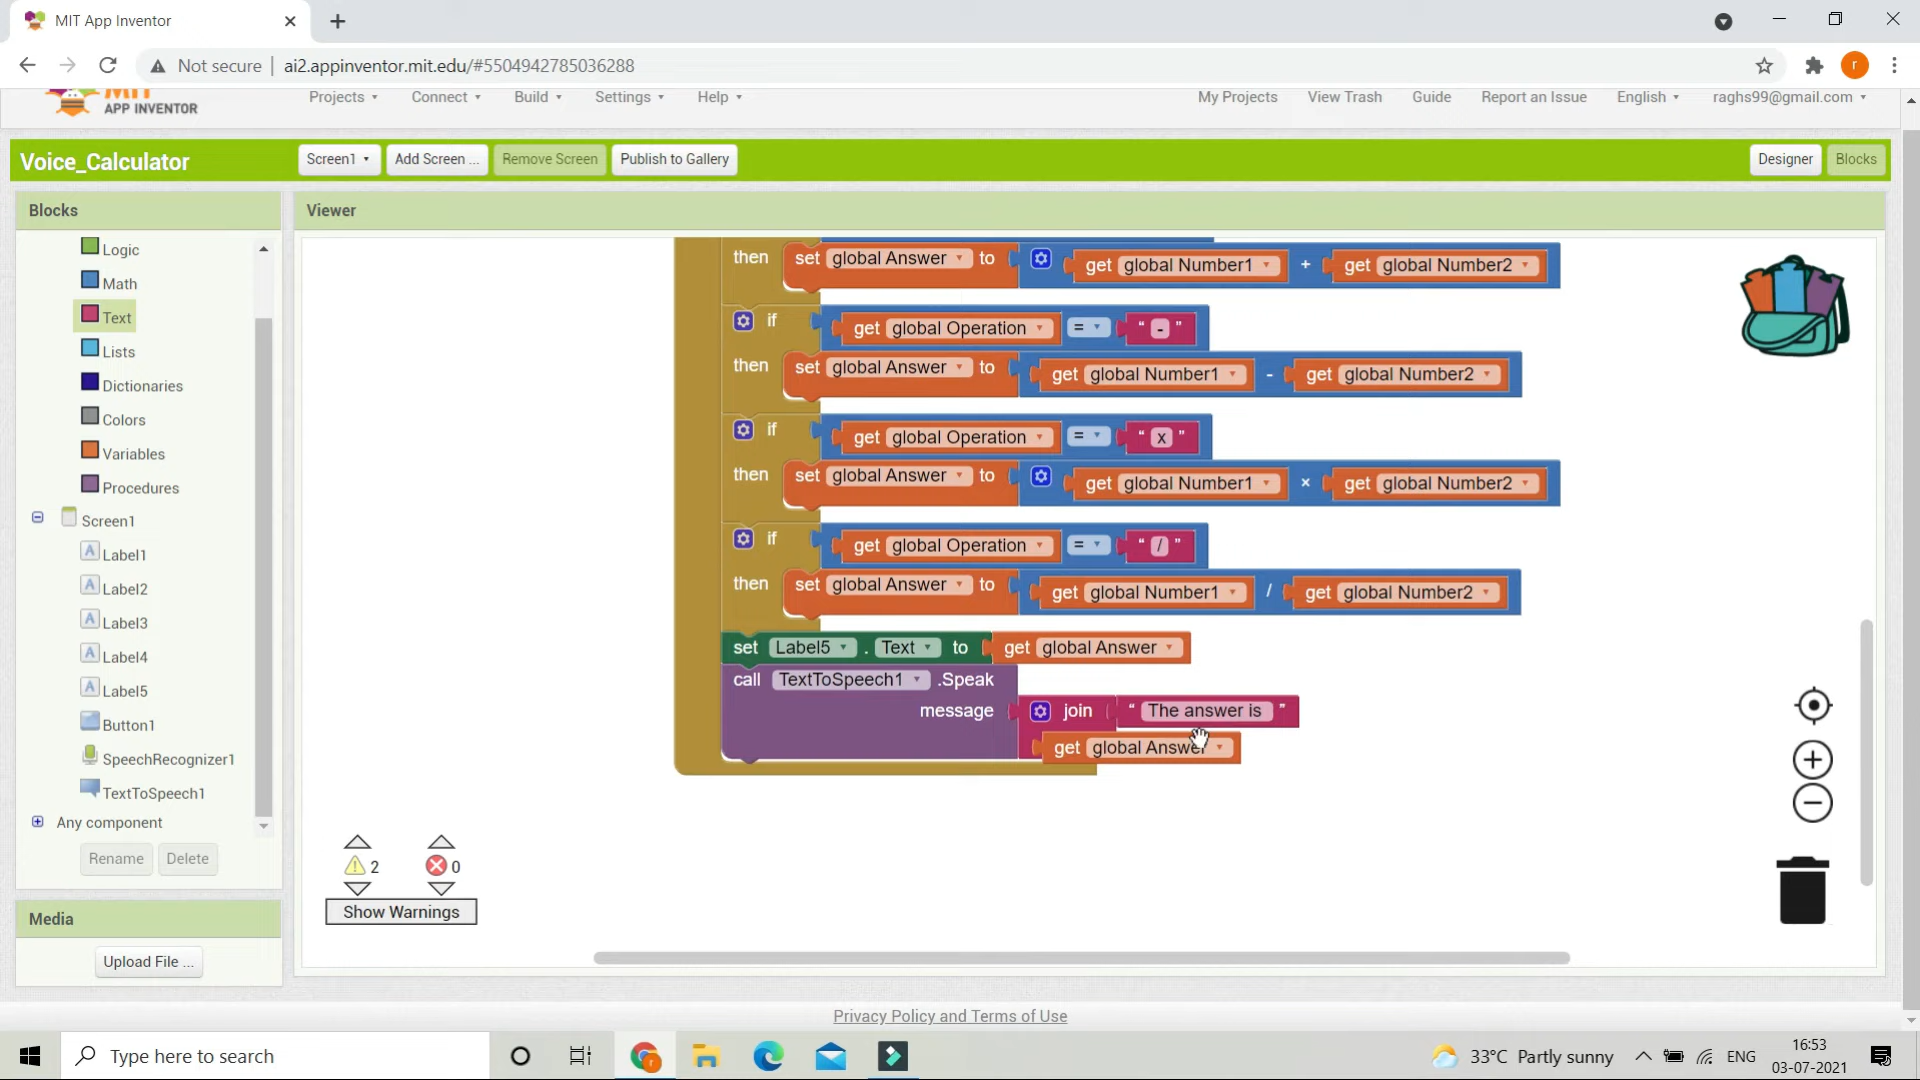 MIT App Inventor
Not secure | ai2.appinventor.mit.edu/#5504942785036288
MIT
APP INVENTOR
Projects Connect Build Settings Help My Projects View Trash Guide Report an Issue English raghs99@gmail.com
Voice_Calculator Screen1 Add Screen ... Remove Screen Publish to Gallery Designer Blocks
Blocks
Viewer
Logic
Math
Text
Lists
Dictionaries
Colors
Variables
Procedures
Screen1
Label1
Label2
Label3
Label4
Label5
Button1
SpeechRecognizer1
TextToSpeech1
Any component
Rename Delete
Media
Upload File ...
then set global Answer to get global Number1 + get global Number2
if get global Operation = " - "
then set global Answer to get global Number1 - get global Number2
if get global Operation = " x "
then set global Answer to get global Number1 × get global Number2
if get global Operation = " / "
then set global Answer to get global Number1 / get global Number2
set Label5 . Text to get global Answer
call TextToSpeech1 .Speak
message join " The answer is "
get global Answer
2 0
Show Warnings
Privacy Policy and Terms of Use
Type here to search
33°C Partly sunny
ENG
16:53
03-07-2021